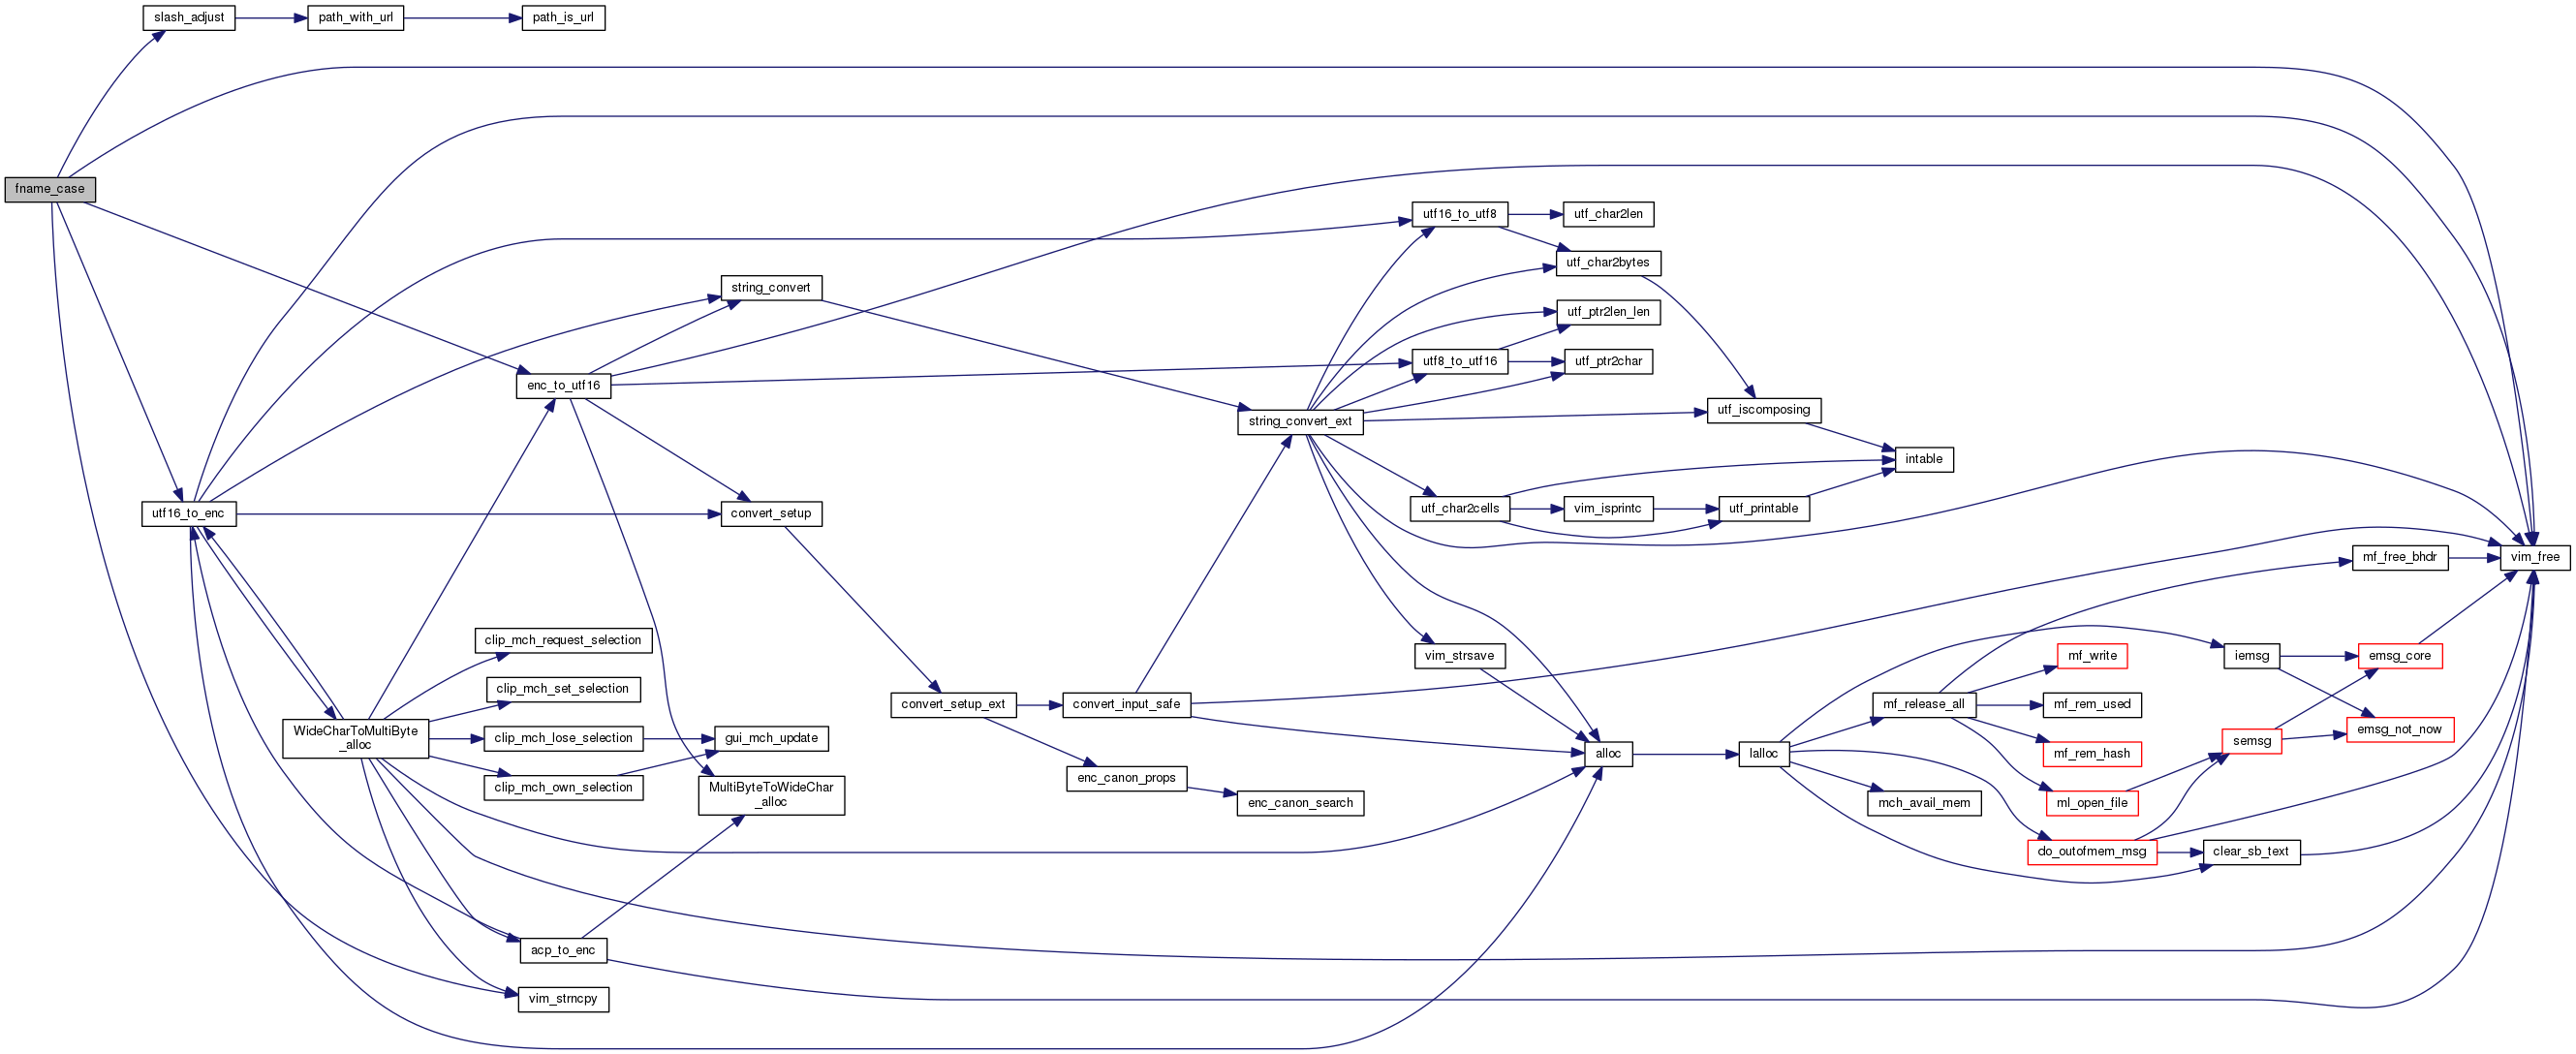 slash_adjust
path_with_url
path_is_url
fname_case
utf16_to_utf8
utf_char2len
utf_char2bytes
string_convert
utf_ptr2len_len
utf8_to_utf16
utf_ptr2char
enc_to_utf16
string_convert_ext
utf_iscomposing
intable
utf_char2cells
vim_isprintc
utf_printable
utf16_to_enc
convert_setup
mf_free_bhdr
vim_free
clip_mch_request_selection
vim_strsave
mf_write
iemsg
emsg_core
clip_mch_set_selection
convert_setup_ext
convert_input_safe
mf_release_all
mf_rem_used
emsg_not_now
WideCharToMultiByte
_alloc
clip_mch_lose_selection
gui_mch_update
alloc
lalloc
mf_rem_hash
semsg
clip_mch_own_selection
MultiByteToWideChar
_alloc
enc_canon_props
enc_canon_search
mch_avail_mem
ml_open_file
do_outofmem_msg
clear_sb_text
acp_to_enc
vim_strncpy